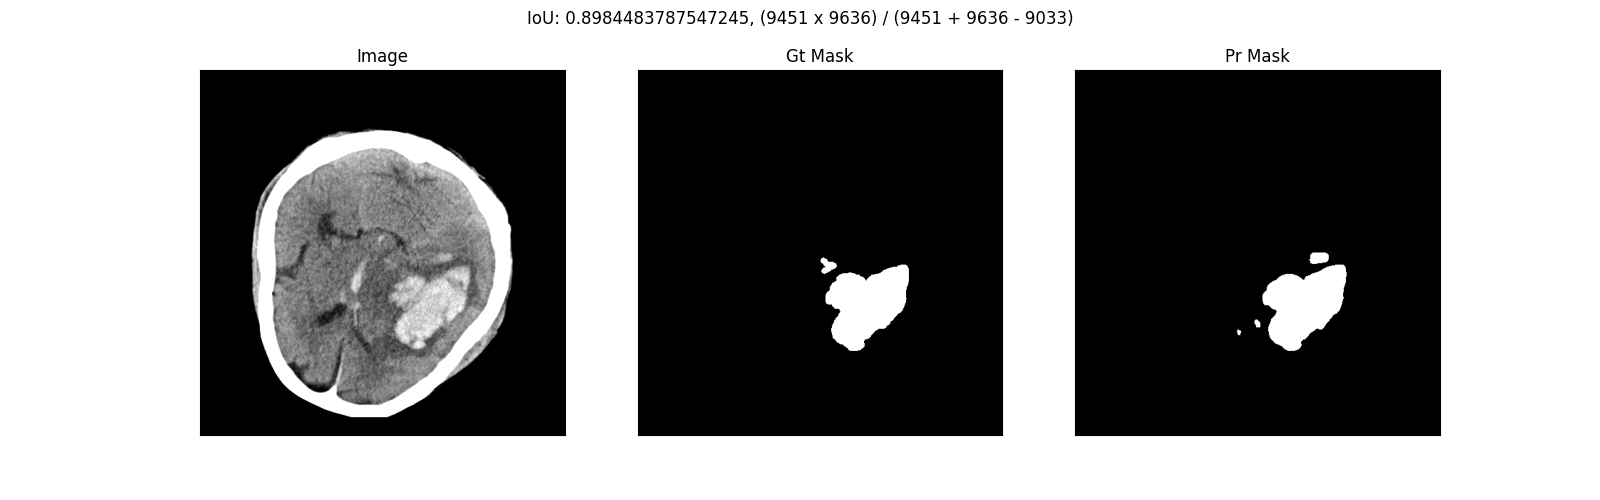 IoU: 0.8984483787547245, (9451 x 9636) / (9451 + 9636 - 9033)
Image
Gt Mask
Pr Mask